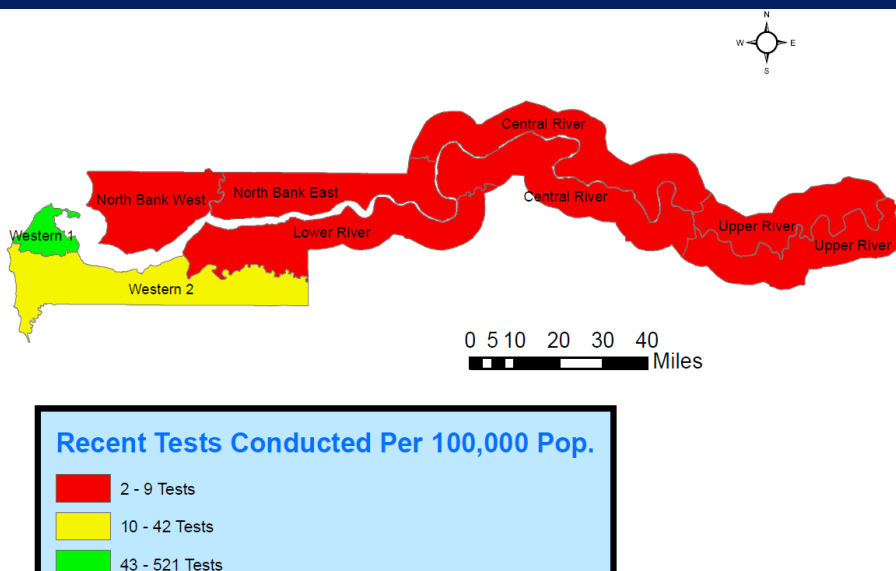 N
W E
S
Central River
North Bank West
North Bank East
Central River
Western 1
Lower River
Upper River
Upper River
Western 2
0 5 10 20 30 40
Miles
Recent Tests Conducted Per 100,000 Pop.
2 - 9 Tests
10 - 42 Tests
43 - 521 Tests